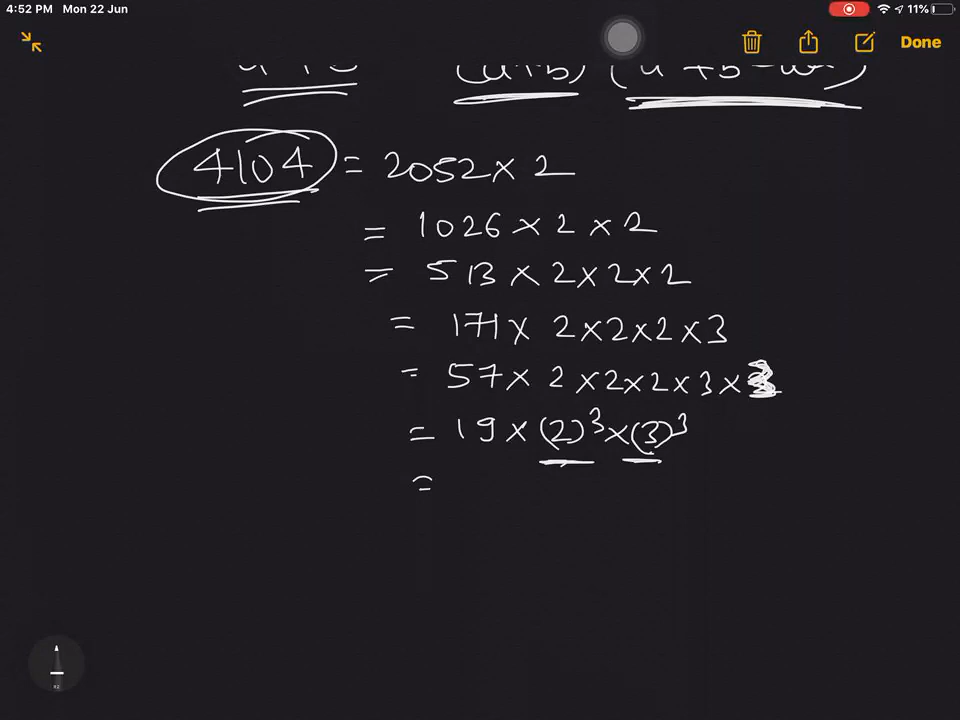 4:52 PM Mon 22 Jun 11%
Done
4104 = 2052 × 2
= 1026 × 2 × 2
= 513 × 2 × 2 × 2
= 171 × 2 × 2 × 2 × 3
= 57 × 2 × 2 × 2 × 3 × 3
= 19 × (2)³ × (3)³
=